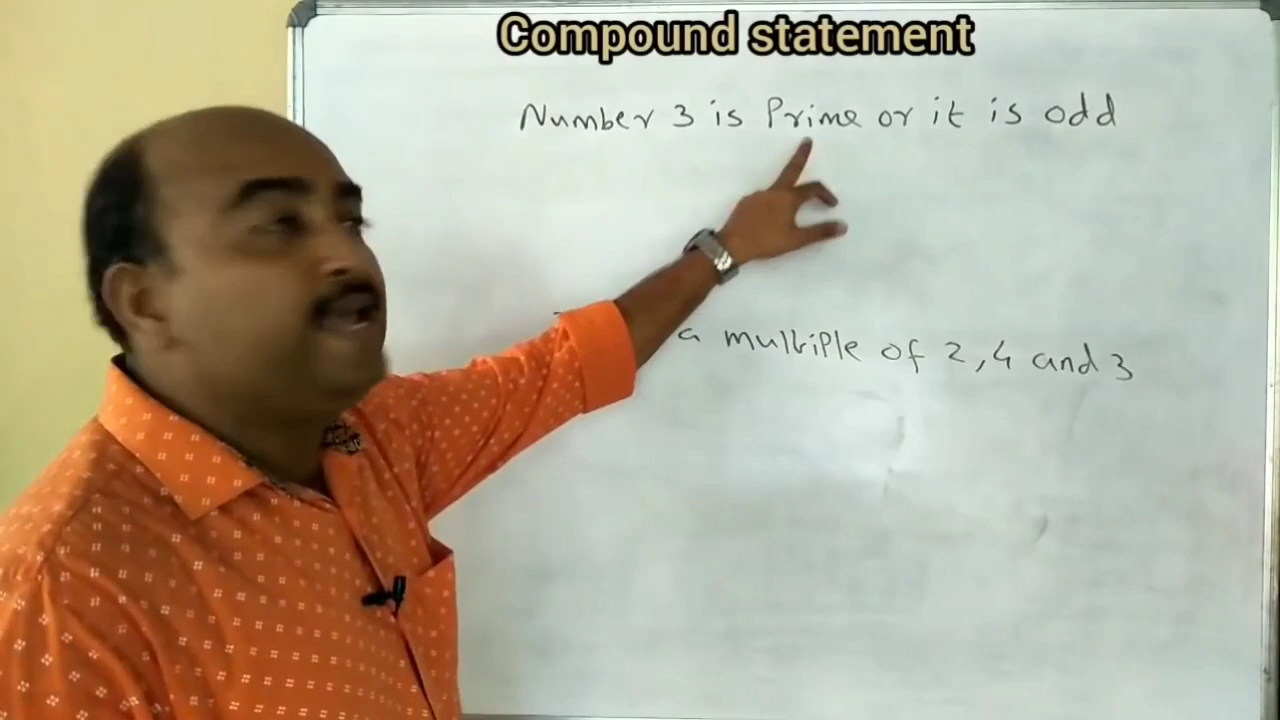 Compound statement
Number 3 is Prime or it is odd
a multiple of 2, 4 and 3